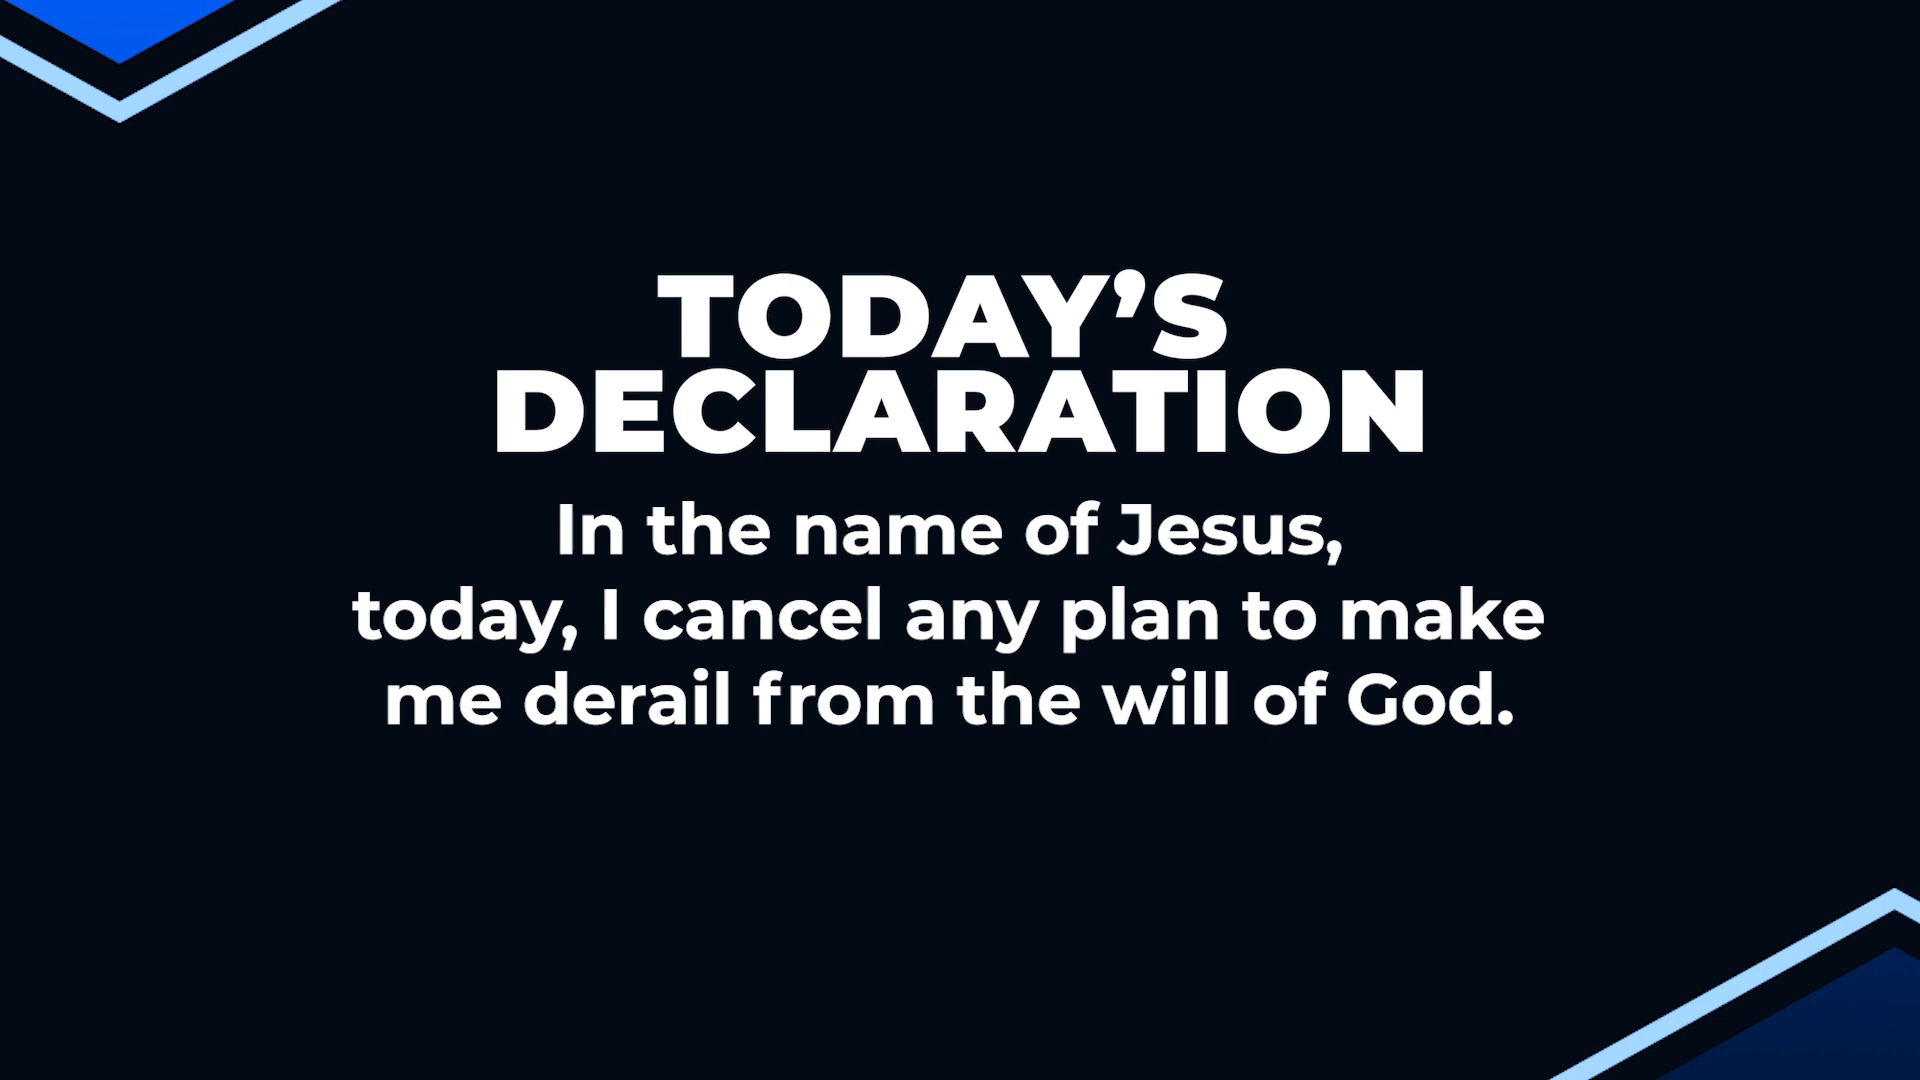 TODAY’S
DECLARATION
In the name of Jesus,
today, I cancel any plan to make
me derail from the will of God.